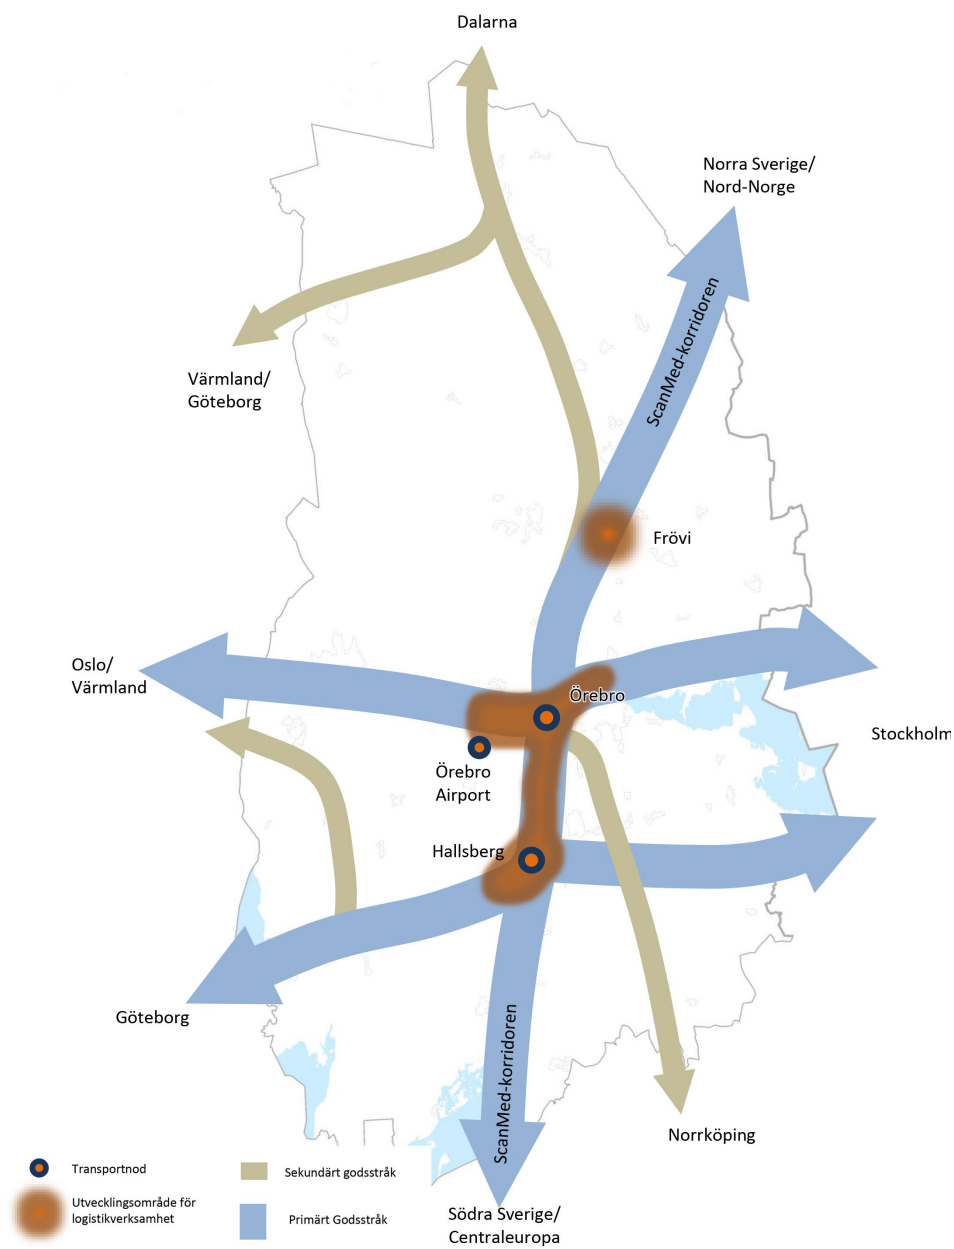 Dalarna
Norra Sverige/
Nord-Norge
ScanMed-korridoren
Värmland/
Göteborg
Frövi
Oslo/
Värmland
Örebro
Stockholm
Örebro
Airport
Hallsberg
Göteborg
ScanMed-korridoren
Norrköping
Södra Sverige/
Centraleuropa
Transportnod
Utvecklingsområde för
logistikverksamhet
Sekundärt godsstråk
Primärt Godsstråk